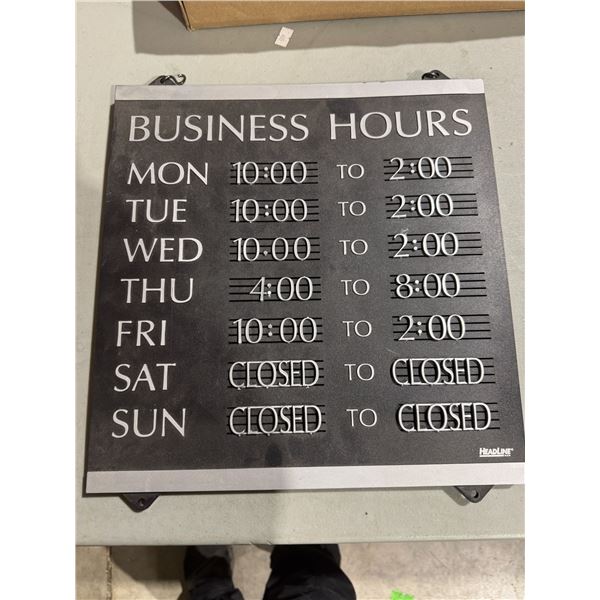 BUSINESS HOURS
MON 10:00 TO 2:00
TUE 10:00 TO 2:00
WED 10:00 TO 2:00
THU 4:00 TO 8:00
FRI 10:00 TO 2:00
SAT CLOSED TO CLOSED
SUN CLOSED TO CLOSED
HEADLINE